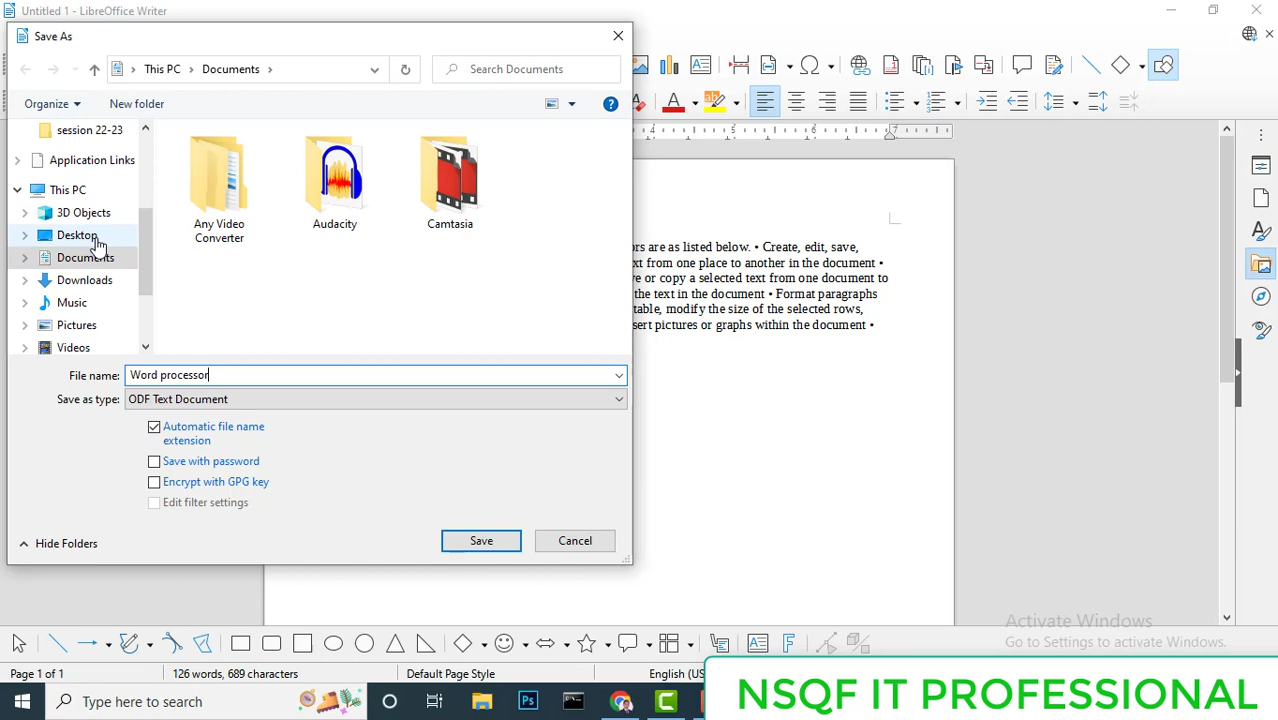 Untitled 1 - LibreOffice Writer
Save As
This PC
Documents
Search Documents
Organize
New folder
session 22-23
Application Links
This PC
3D Objects
Desktop
Documents
Downloads
Music
Pictures
Videos
Any Video
Converter
Audacity
Camtasia
4
5
6
7
rs are as listed below. • Create, edit, save,
xt from one place to another in the document •
e or copy a selected text from one document to
the text in the document • Format paragraphs
table, modify the size of the selected rows,
sert pictures or graphs within the document •
File name:
Word processor
Save as type:
ODF Text Document
Automatic file name
extension
Save with password
Encrypt with GPG key
Edit filter settings
Hide Folders
Save
Cancel
Activate Windows
Go to Settings to activate Windows.
Page 1 of 1
126 words, 689 characters
Default Page Style
English (US
Type here to search
Ps
NSQF IT PROFESSIONAL